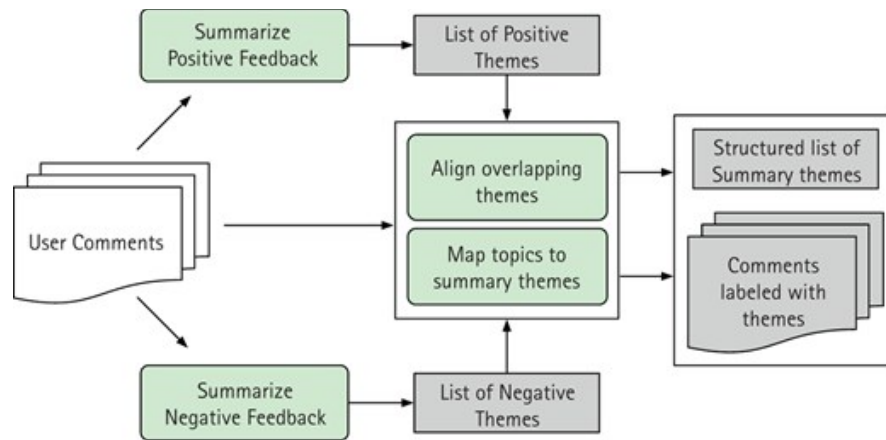 Summarize
Positive Feedback
List of Positive
Themes
Align overlapping
themes
Structured list of
Summary themes
User Comments
Map topics to
summary themes
Comments
labeled with
themes
Summarize
Negative Feedback
List of Negative
Themes